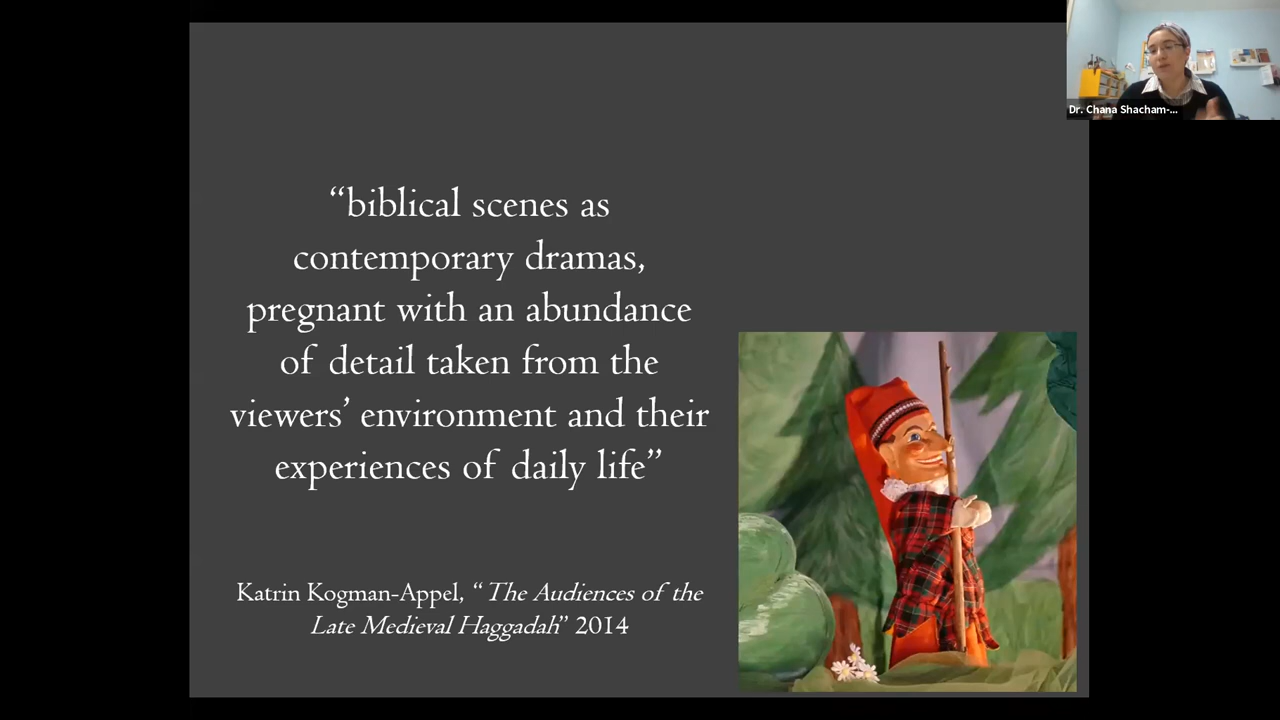 “biblical scenes as
contemporary dramas,
pregnant with an abundance
of detail taken from the
viewers’ environment and their
experiences of daily life”
Katrin Kogman-Appel, “The Audiences of the
Late Medieval Haggadah” 2014
Dr. Chana Shacham-...